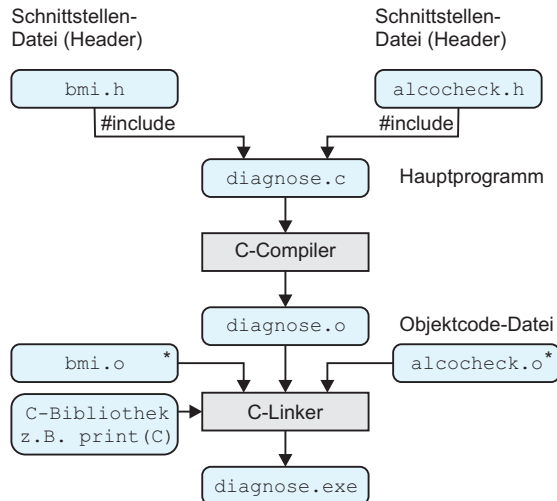 Schnittstellen-
Datei (Header)
Schnittstellen-
Datei (Header)
bmi.h
alcocheck.h
#include
#include
diagnose.c
Hauptprogramm
C-Compiler
diagnose.o
Objektcode-Datei
bmi.o *
alcocheck.o*
C-Bibliothek
z.B. print(C)
C-Linker
diagnose.exe